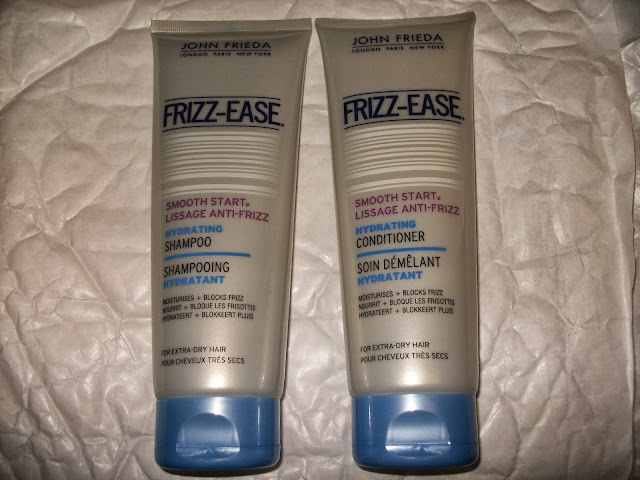 JOHN FRIEDA
LONDON PARIS NEW YORK
FRIZZ-EASE™
SMOOTH START®
LISSAGE ANTI-FRIZZ
HYDRATING
SHAMPOO
SHAMPOOING
HYDRATANT
MOISTURISES + BLOCKS FRIZZ
NOURRIT + BLOQUE LES FRISOTTIS
HYDRATEERT + BLOKKEERT PLUIS
FOR EXTRA-DRY HAIR
POUR CHEVEUX TRÈS SECS
JOHN FRIEDA
LONDON PARIS NEW YORK
FRIZZ-EASE™
SMOOTH START®
LISSAGE ANTI-FRIZZ
HYDRATING
CONDITIONER
SOIN DÉMÊLANT
HYDRATANT
MOISTURISES + BLOCKS FRIZZ
NOURRIT + BLOQUE LES FRISOTTIS
HYDRATEERT + BLOKKEERT PLUIS
FOR EXTRA-DRY HAIR
POUR CHEVEUX TRÈS SECS